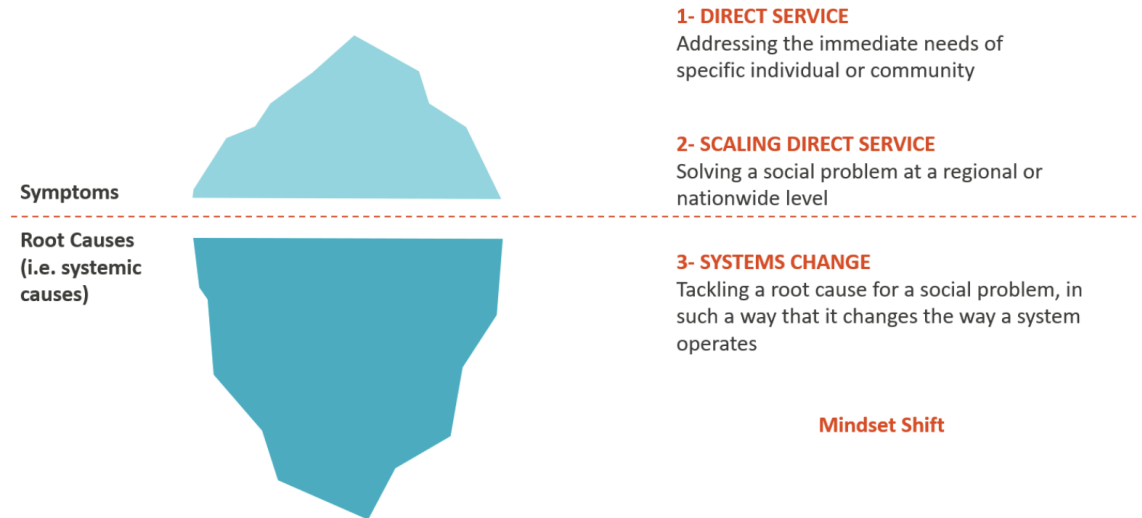 1- DIRECT SERVICE
Addressing the immediate needs of
specific individual or community
2- SCALING DIRECT SERVICE
Solving a social problem at a regional or
nationwide level
Symptoms
Root Causes
(i.e. systemic
causes)
3- SYSTEMS CHANGE
Tackling a root cause for a social problem, in
such a way that it changes the way a system
operates
Mindset Shift